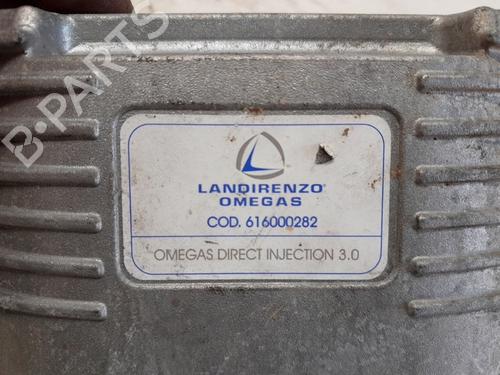 B-PARTS
LANDIRENZO®
OMEGAS
COD. 616000282
OMEGAS DIRECT INJECTION 3.0